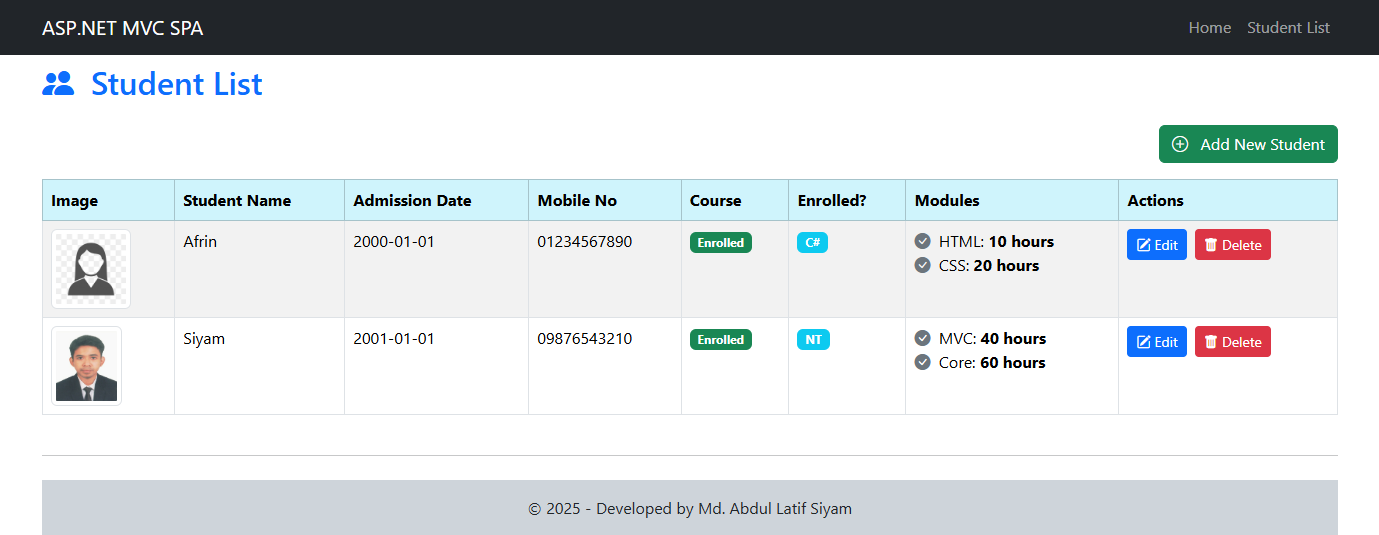 ASP.NET MVC SPA Home Student List
Student List
Add New Student
Image Student Name Admission Date Mobile No Course Enrolled? Modules Actions
Afrin 2000-01-01 01234567890 Enrolled C# HTML: 10 hours Edit Delete
CSS: 20 hours
Siyam 2001-01-01 09876543210 Enrolled NT MVC: 40 hours Edit Delete
Core: 60 hours
© 2025 - Developed by Md. Abdul Latif Siyam